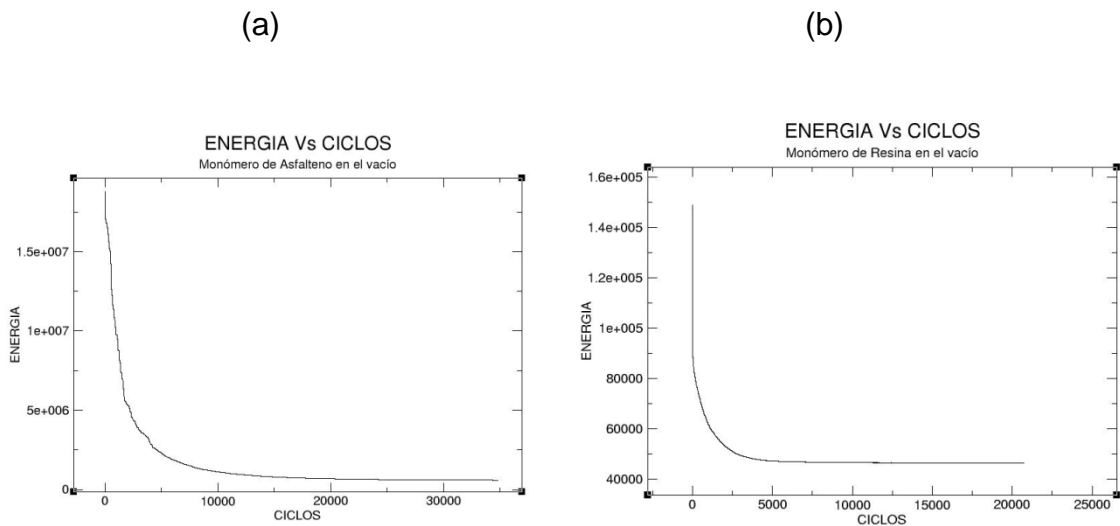 (a)
(b)
ENERGIA Vs CICLOS
Monómero de Asfalteno en el vacío
1.5e+007
1e+007
5e+006
0
ENERGIA
0 10000 20000 30000
CICLOS
ENERGIA Vs CICLOS
Monómero de Resina en el vacío
1.6e+005
1.4e+005
1.2e+005
1e+005
80000
60000
40000
ENERGIA
0 5000 10000 15000 20000 25000
CICLOS